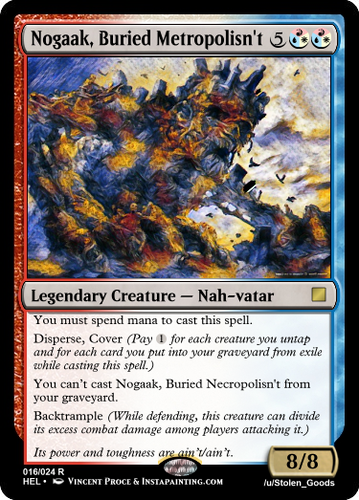 Nogaak, Buried Metropolisn't 5
Legendary Creature — Nah-vatar
You must spend mana to cast this spell.
Disperse, Cover (Pay 1 for each creature you untap
and for each card you put into your graveyard from exile
while casting this spell.)
You can't cast Nogaak, Buried Necropolisn't from
your graveyard.
Backtrample (While defending, this creature can divide
its excess combat damage among players attacking it.)
Its power and toughness are ain't/ain't.
8/8
016/024 R
HEL • Vincent Proce & Instapainting.com
/u/Stolen_Goods